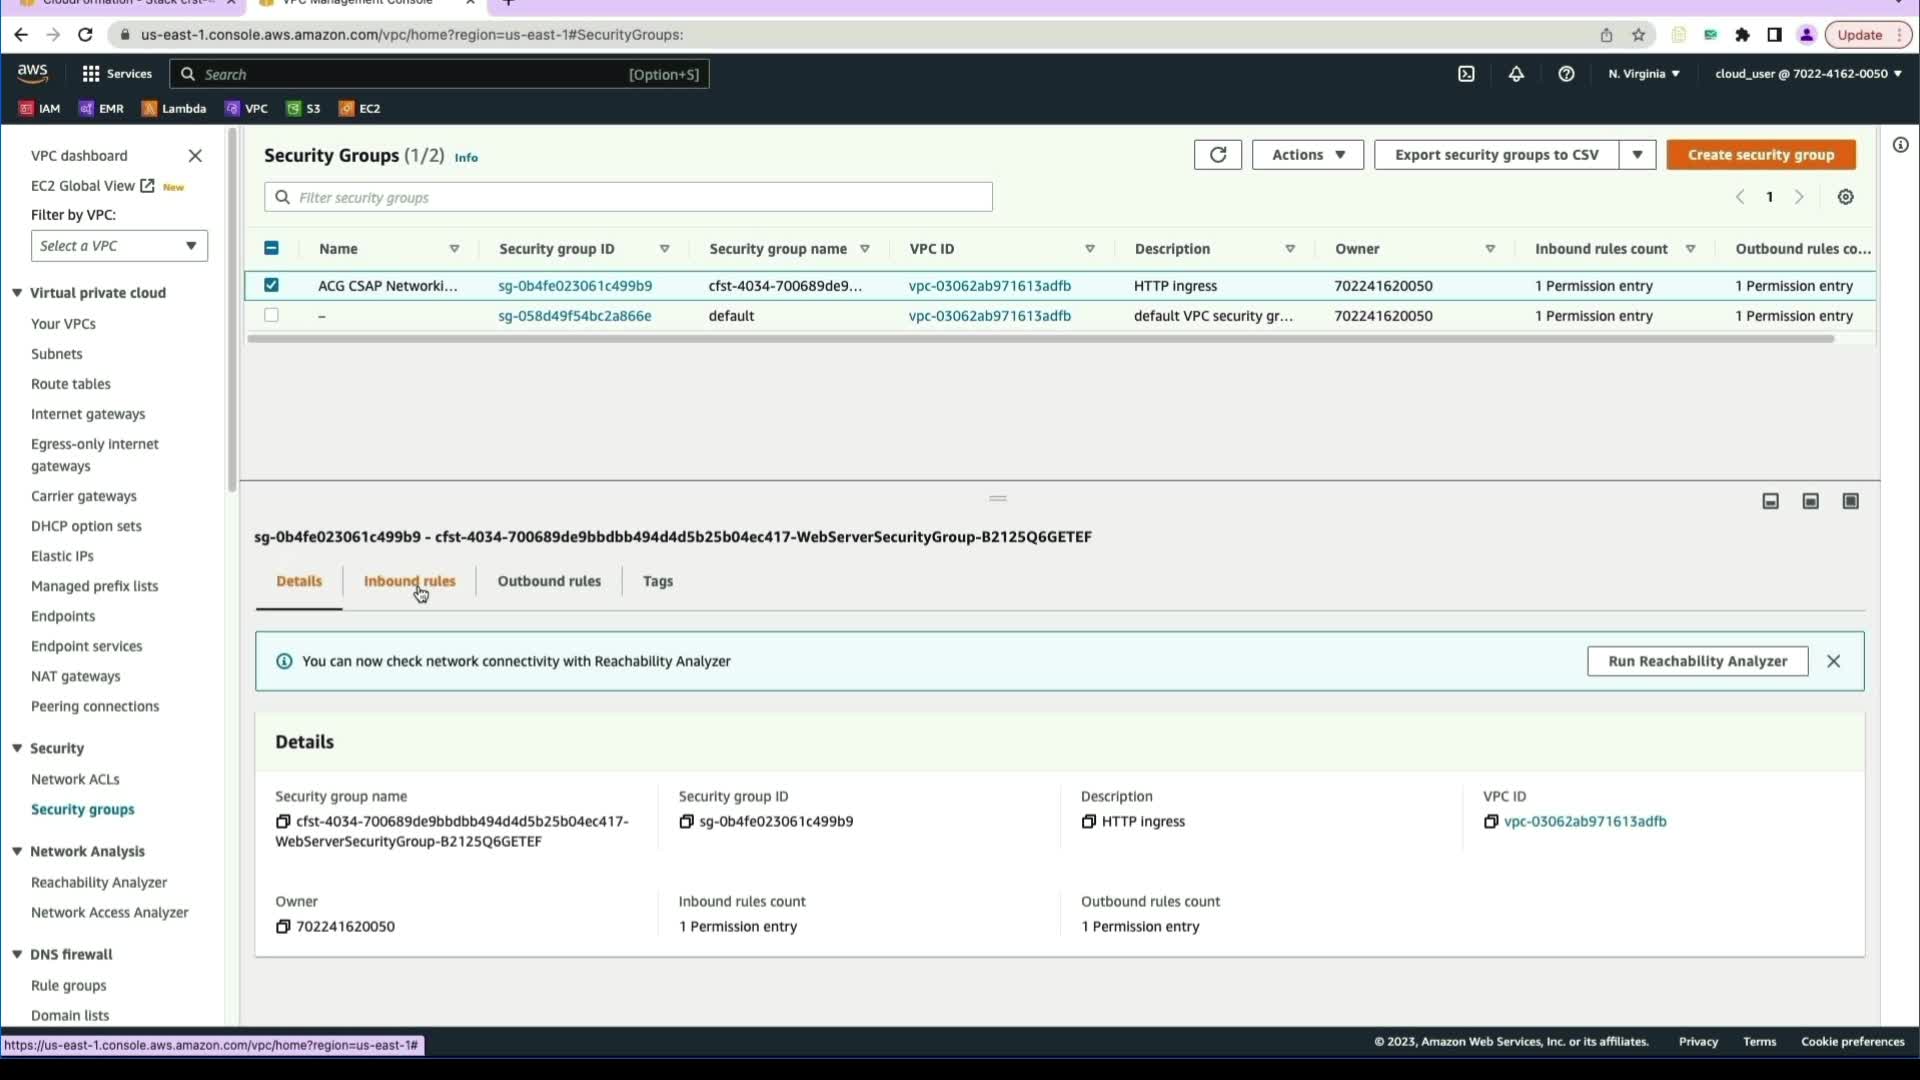 CloudFormation - Stack cfst-
VPC Management Console
us-east-1.console.aws.amazon.com/vpc/home?region=us-east-1#SecurityGroups:
Update
aws
Services
Search
[Option+S]
N. Virginia
cloud_user @ 7022-4162-0050
IAM
EMR
Lambda
VPC
S3
EC2
VPC dashboard
EC2 Global View
New
Filter by VPC:
Select a VPC
Virtual private cloud
Your VPCs
Subnets
Route tables
Internet gateways
Egress-only internet
gateways
Carrier gateways
DHCP option sets
Elastic IPs
Managed prefix lists
Endpoints
Endpoint services
NAT gateways
Peering connections
Security
Network ACLs
Security groups
Network Analysis
Reachability Analyzer
Network Access Analyzer
DNS firewall
Rule groups
Domain lists
Security Groups (1/2) Info
Actions
Export security groups to CSV
Create security group
Filter security groups
1
Name Security group ID Security group name VPC ID Description Owner Inbound rules count Outbound rules co...
ACG CSAP Networki... sg-0b4fe023061c499b9 cfst-4034-700689de9... vpc-03062ab971613adfb HTTP ingress 702241620050 1 Permission entry 1 Permission entry
– sg-058d49f54bc2a866e default vpc-03062ab971613adfb default VPC security gr... 702241620050 1 Permission entry 1 Permission entry
sg-0b4fe023061c499b9 - cfst-4034-700689de9bbdbb494d4d5b25b04ec417-WebServerSecurityGroup-B2125Q6GETEF
Details
Inbound rules
Outbound rules
Tags
You can now check network connectivity with Reachability Analyzer
Run Reachability Analyzer
Details
Security group name
cfst-4034-700689de9bbdbb494d4d5b25b04ec417-
WebServerSecurityGroup-B2125Q6GETEF
Security group ID
sg-0b4fe023061c499b9
Description
HTTP ingress
VPC ID
vpc-03062ab971613adfb
Owner
702241620050
Inbound rules count
1 Permission entry
Outbound rules count
1 Permission entry
https://us-east-1.console.aws.amazon.com/vpc/home?region=us-east-1#
© 2023, Amazon Web Services, Inc. or its affiliates.
Privacy
Terms
Cookie preferences